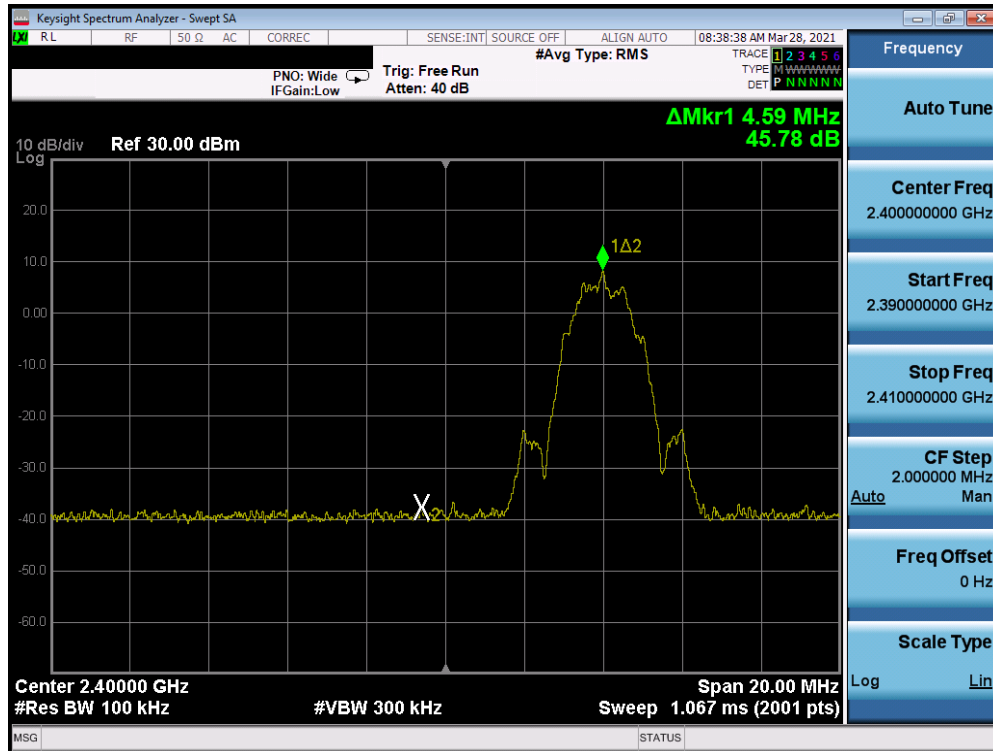 Keysight Spectrum Analyzer - Swept SA
LXI RL RF 50 Ω AC CORREC SENSE:INT SOURCE OFF ALIGN AUTO 08:38:38 AM Mar 28, 2021
#Avg Type: RMS
TRACE 1 2 3 4 5 6
TYPE M W W W W W
DET P N N N N N
PNO: Wide
IFGain:Low
Trig: Free Run
Atten: 40 dB
ΔMkr1 4.59 MHz
45.78 dB
10 dB/div Ref 30.00 dBm
Log
20.0
10.0
0.00
-10.0
-20.0
-30.0
-40.0
-50.0
-60.0
1Δ2
X2
Center 2.40000 GHz Span 20.00 MHz
#Res BW 100 kHz #VBW 300 kHz Sweep 1.067 ms (2001 pts)
MSG STATUS
Frequency
Auto Tune
Center Freq
2.400000000 GHz
Start Freq
2.390000000 GHz
Stop Freq
2.410000000 GHz
CF Step
2.000000 MHz
Auto Man
Freq Offset
0 Hz
Scale Type
Log Lin